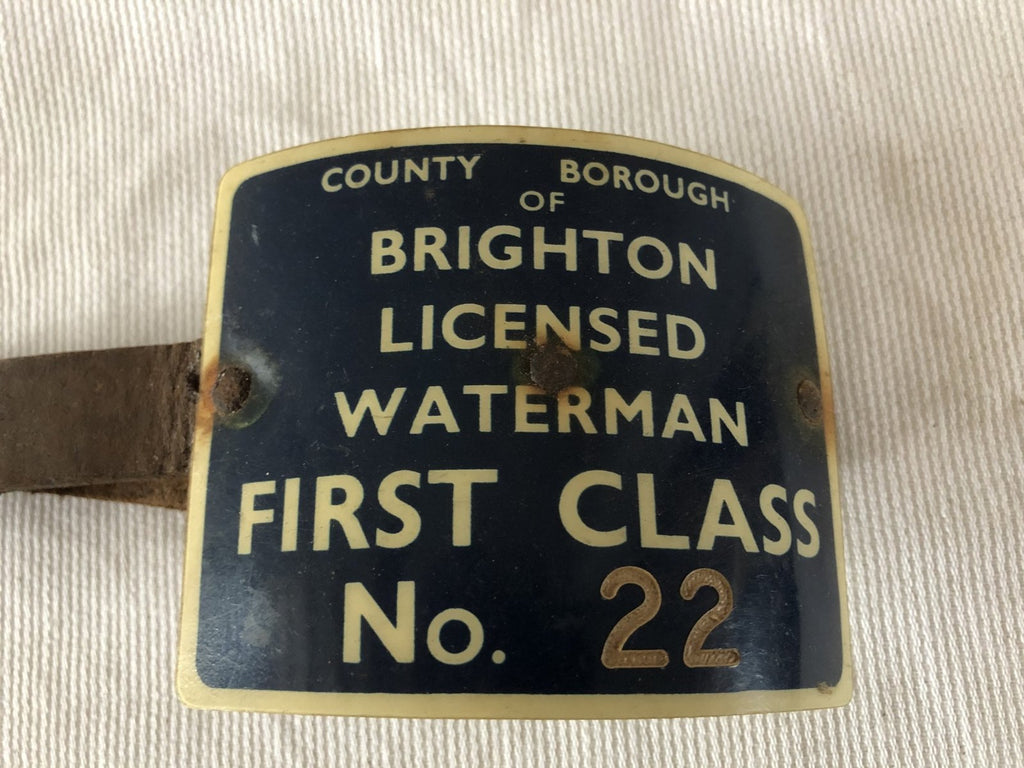 COUNTY BOROUGH
OF
BRIGHTON
LICENSED
WATERMAN
FIRST CLASS
No. 22